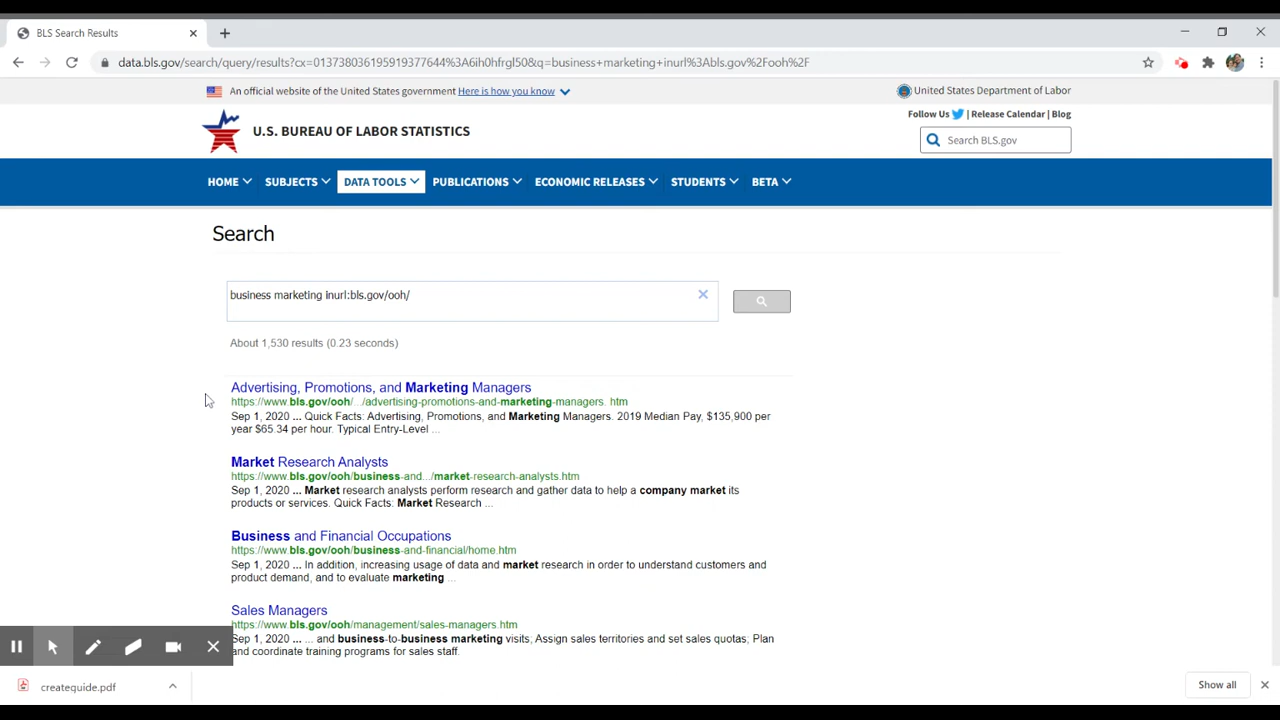 BLS Search Results
data.bls.gov/search/query/results?cx=013738036195919377644%3A6ih0hfrgl50&q=business+marketing+inurl%3Abls.gov%2Fooh%2F
An official website of the United States government Here is how you know
United States Department of Labor
Follow Us | Release Calendar | Blog
U.S. BUREAU OF LABOR STATISTICS
Search BLS.gov
HOME SUBJECTS DATA TOOLS PUBLICATIONS ECONOMIC RELEASES STUDENTS BETA
Search
business marketing inurl:bls.gov/ooh/
About 1,530 results (0.23 seconds)
Advertising, Promotions, and Marketing Managers
https://www.bls.gov/ooh/.../advertising-promotions-and-marketing-managers. htm
Sep 1, 2020 ... Quick Facts: Advertising, Promotions, and Marketing Managers. 2019 Median Pay, $135,900 per
year $65.34 per hour. Typical Entry-Level ...
Market Research Analysts
https://www.bls.gov/ooh/business-and.../market-research-analysts.htm
Sep 1, 2020 ... Market research analysts perform research and gather data to help a company market its
products or services. Quick Facts: Market Research ...
Business and Financial Occupations
https://www.bls.gov/ooh/business-and-financial/home.htm
Sep 1, 2020 ... In addition, increasing usage of data and market research in order to understand customers and
product demand, and to evaluate marketing ...
Sales Managers
https://www.bls.gov/ooh/management/sales-managers.htm
Sep 1, 2020 ... ... and business-to-business marketing visits; Assign sales territories and set sales quotas; Plan
and coordinate training programs for sales staff.
createguide.pdf
Show all